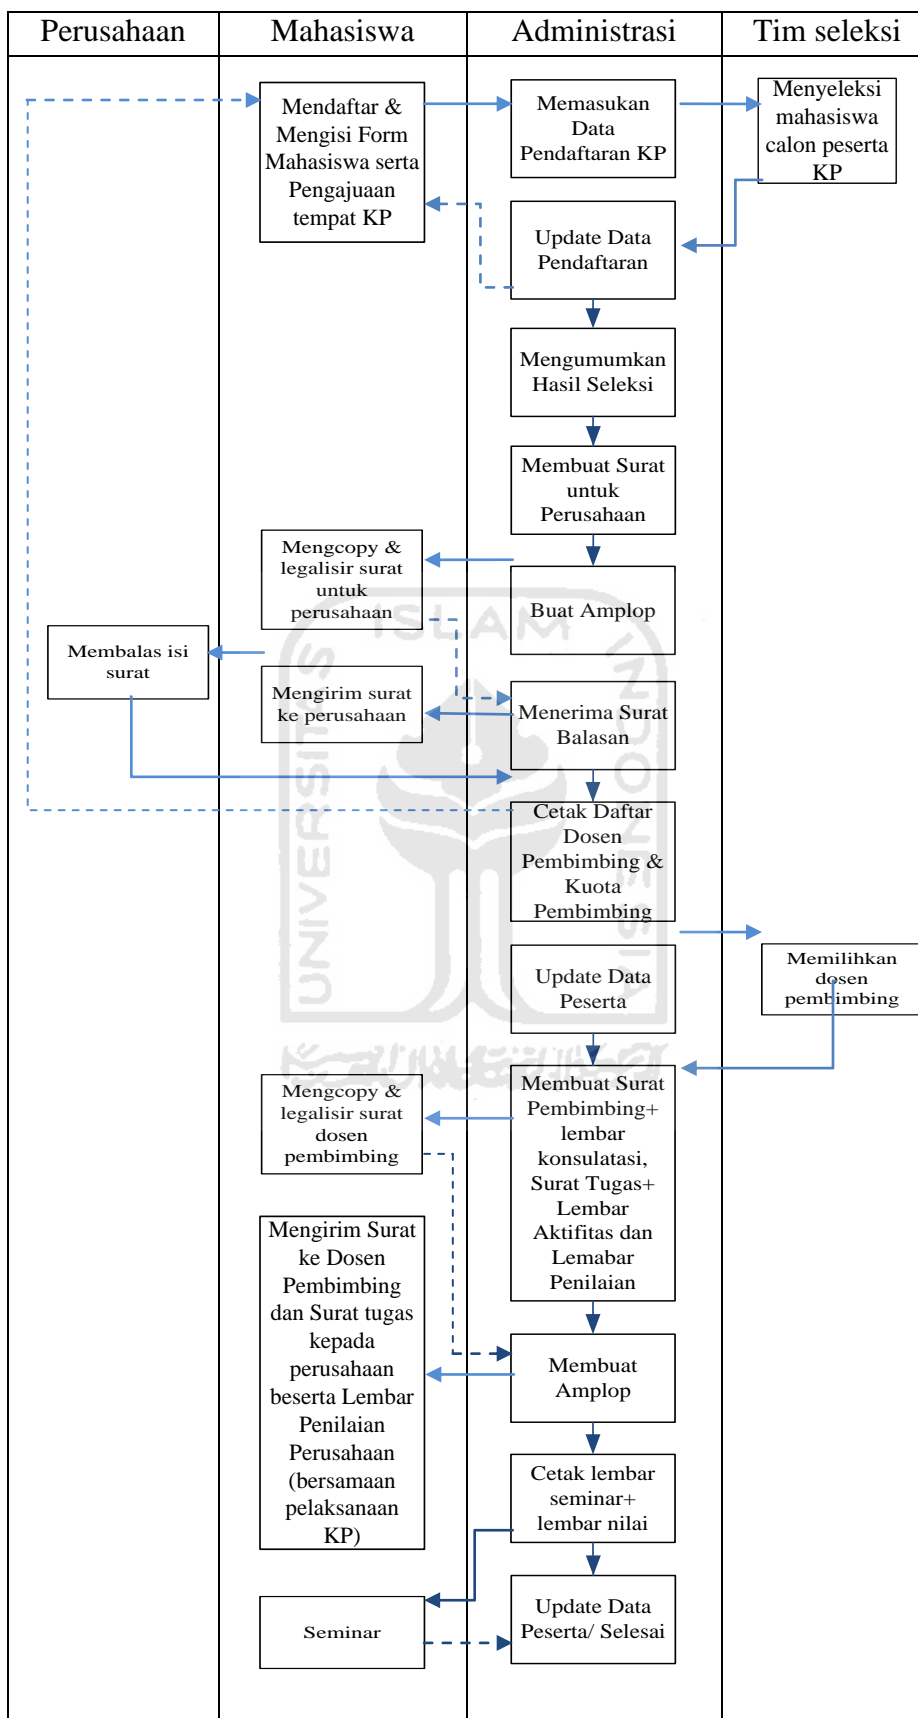 Perusahaan
Mahasiswa
Administrasi
Tim seleksi
Mendaftar &
Mengisi Form
Mahasiswa serta
Pengajuaan
tempat KP
Memasukan
Data
Pendaftaran KP
Menyeleksi
mahasiswa
calon peserta
KP
Update Data
Pendaftaran
Mengumumkan
Hasil Seleksi
Membuat Surat
untuk
Perusahaan
Mengcopy &
legalisir surat
untuk
perusahaan
Buat Amplop
Membalas isi
surat
Mengirim surat
ke perusahaan
Menerima Surat
Balasan
Cetak Daftar
Dosen
Pembimbing &
Kuota
Pembimbing
Memilihkan
dosen
pembimbing
Update Data
Peserta
Mengcopy &
legalisir surat
dosen
pembimbing
Membuat Surat
Pembimbing+
lembar
konsulatasi,
Surat Tugas+
Lembar
Aktifitas dan
Lemabar
Penilaian
Mengirim Surat
ke Dosen
Pembimbing
dan Surat tugas
kepada
perusahaan
beserta Lembar
Penilaian
Perusahaan
(bersamaan
pelaksanaan
KP)
Membuat
Amplop
Cetak lembar
seminar+
lembar nilai
Seminar
Update Data
Peserta/ Selesai
UNIVERSITAS
ISLAM
INDONESIA